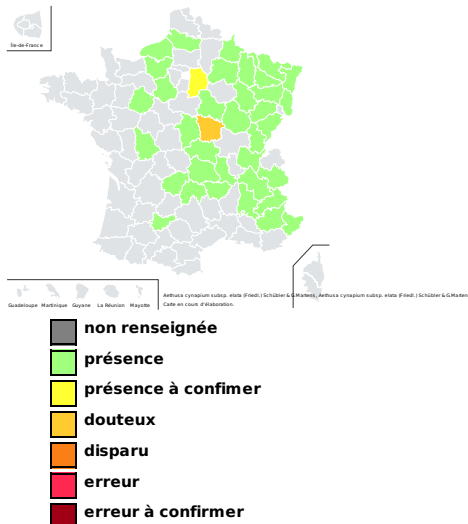 Île-de-France
Guadeloupe Martinique Guyane La Réunion Mayotte
Aethusa cynapium subsp. elata (Friedl.) Schübler & G.Martens, Aethusa cynapium subsp. elata (Friedl.) Schübler & G.Marten
Carte en cours d'élaboration.
non renseignée
présence
présence à confimer
douteux
disparu
erreur
erreur à confirmer